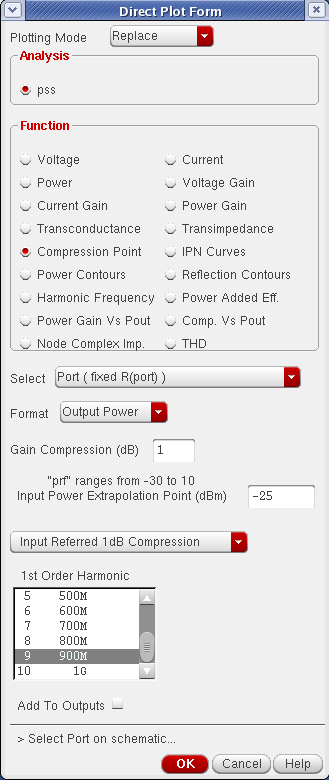 Direct Plot Form
Plotting Mode Replace
Analysis
pss
Function
Voltage Current
Power Voltage Gain
Current Gain Power Gain
Transconductance Transimpedance
Compression Point IPN Curves
Power Contours Reflection Contours
Harmonic Frequency Power Added Eff.
Power Gain Vs Pout Comp. Vs Pout
Node Complex Imp. THD
Select Port ( fixed R(port) )
Format Output Power
Gain Compression (dB) 1
"prf" ranges from -30 to 10
Input Power Extrapolation Point (dBm) -25
Input Referred 1dB Compression
1st Order Harmonic
5 500M
6 600M
7 700M
8 800M
9 900M
10 1G
Add To Outputs
> Select Port on schematic...
OK Cancel Help